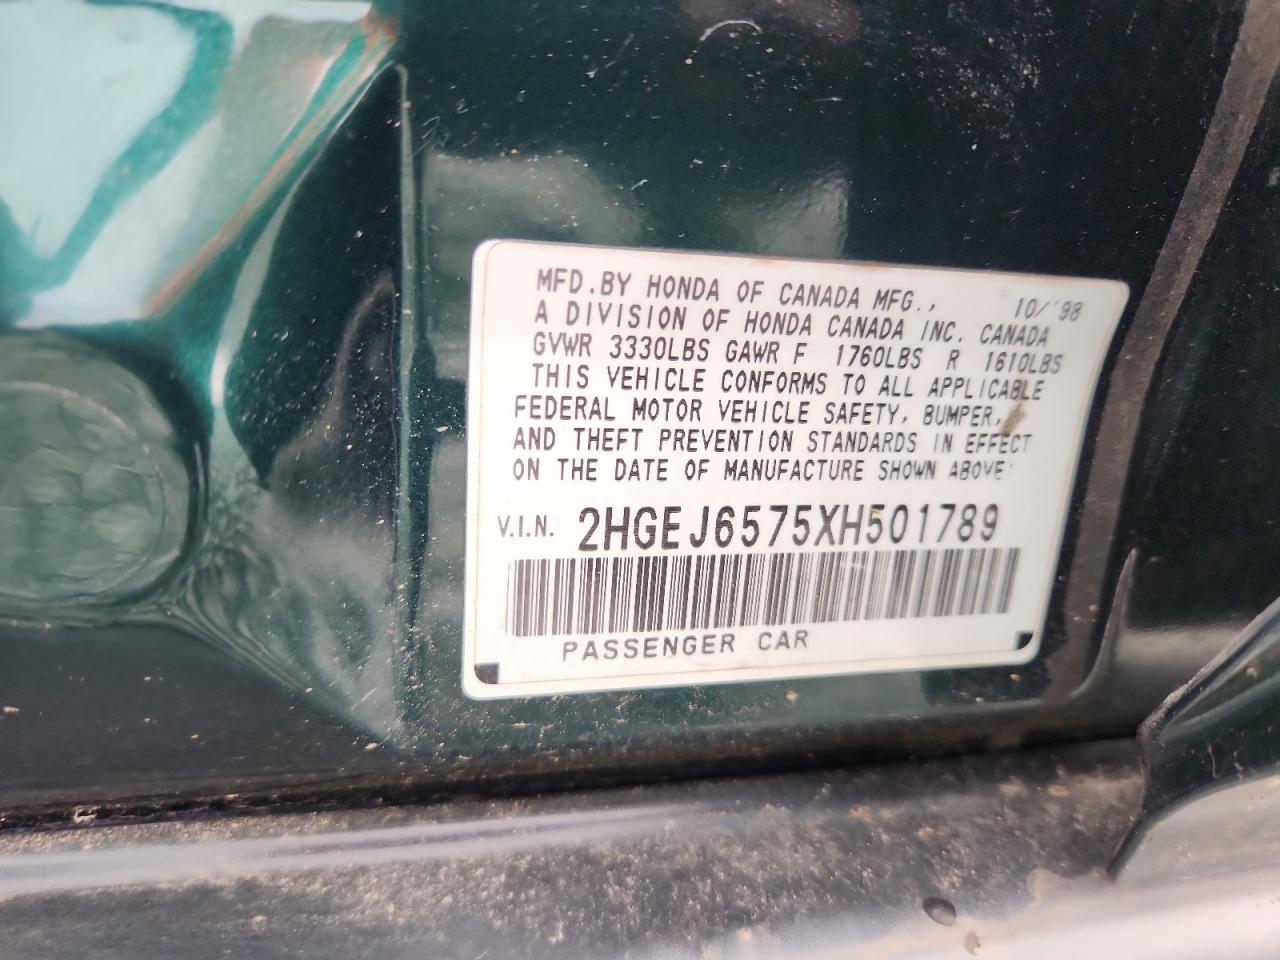 MFD.BY HONDA OF CANADA MFG., 10/'98
A DIVISION OF HONDA CANADA INC. CANADA
GVWR 3330LBS GAWR F 1760LBS R 1610LBS
THIS VEHICLE CONFORMS TO ALL APPLICABLE
FEDERAL MOTOR VEHICLE SAFETY, BUMPER,
AND THEFT PREVENTION STANDARDS IN EFFECT
ON THE DATE OF MANUFACTURE SHOWN ABOVE:
V.I.N. 2HGEJ6575XH501789
PASSENGER CAR